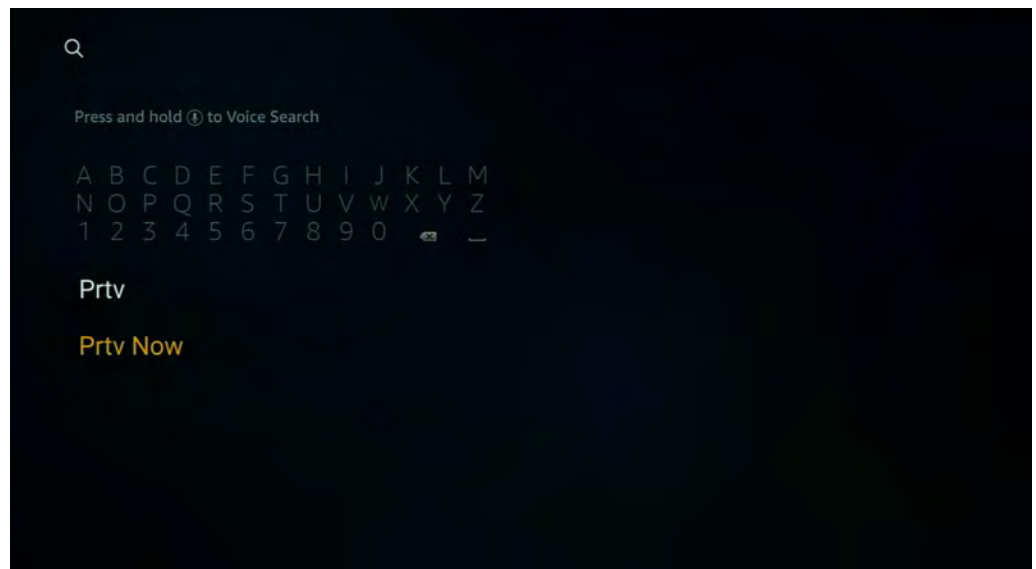 Press and hold to Voice Search
A B C D E F G H I J K L M
N O P Q R S T U V W X Y Z
1 2 3 4 5 6 7 8 9 0
Prtv
Prtv Now